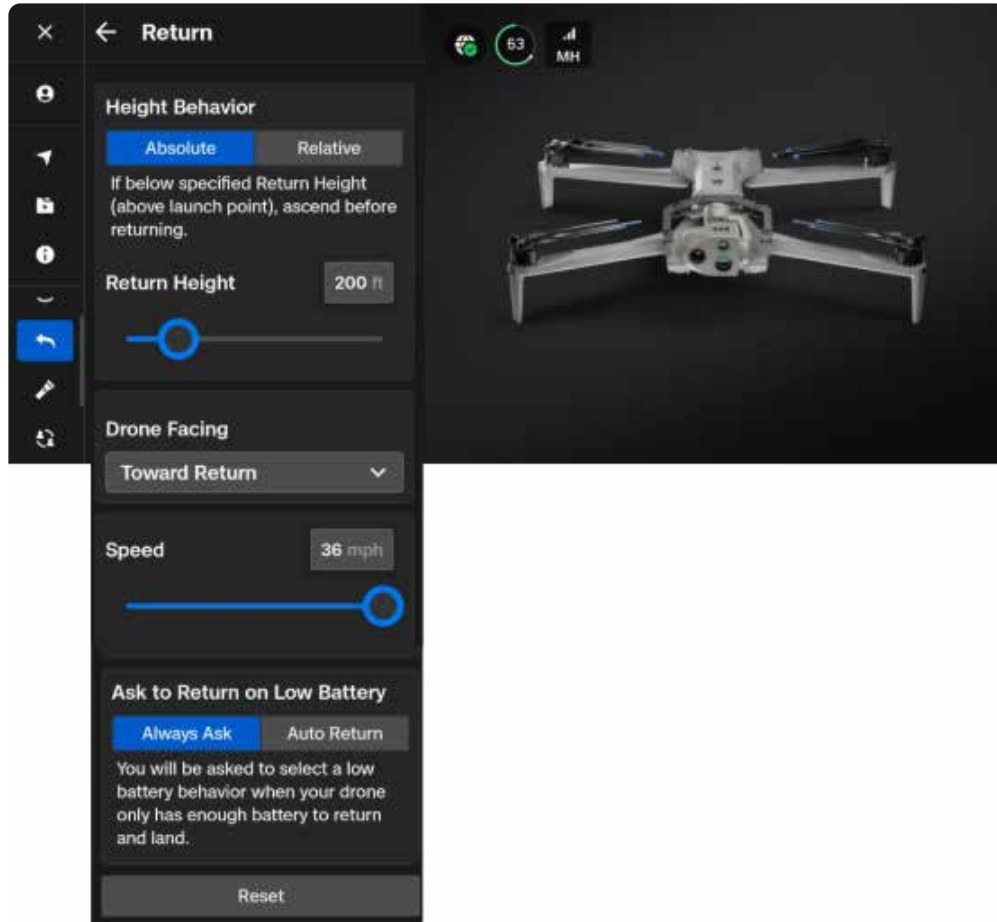 Return
63
MH
Height Behavior
Absolute
Relative
If below specified Return Height
(above launch point), ascend before
returning.
Return Height
200 ft
Drone Facing
Toward Return
Speed
36 mph
Ask to Return on Low Battery
Always Ask
Auto Return
You will be asked to select a low
battery behavior when your drone
only has enough battery to return
and land.
Reset